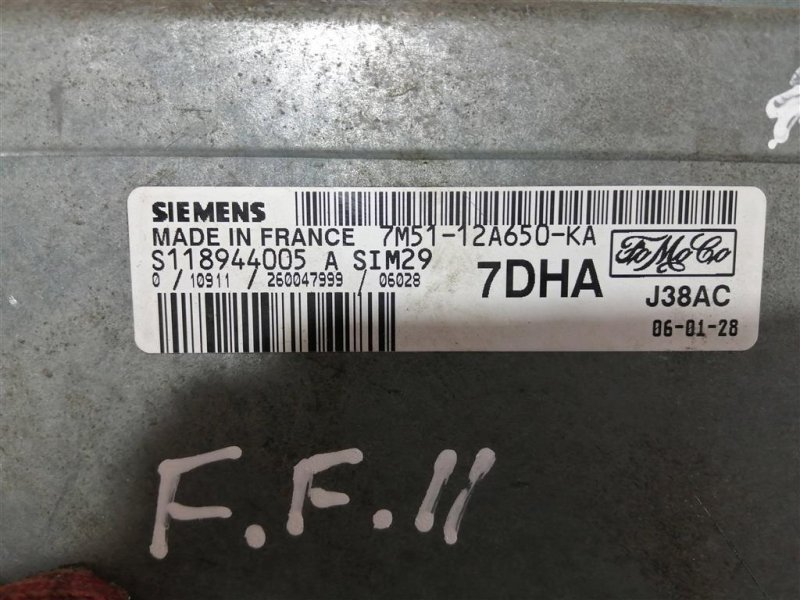 SIEMENS
MADE IN FRANCE 7M51-12A650-KA
S118944005 A SIM29
0 / 10911 / 260047999 / 06028
7DHA
FoMoCo
J38AC
06-01-28
F.F.II